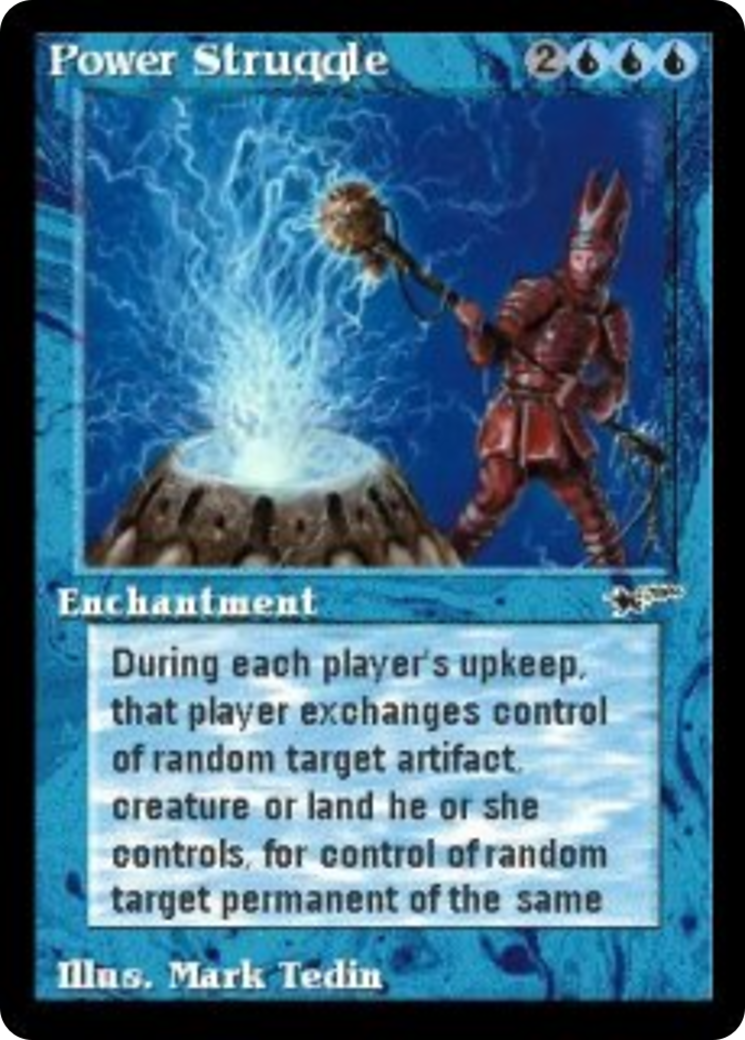 Power Struggle 2
Enchantment
During each player's upkeep,
that player exchanges control
of random target artifact,
creature or land he or she
controls, for control of random
target permanent of the same
Illus. Mark Tedin